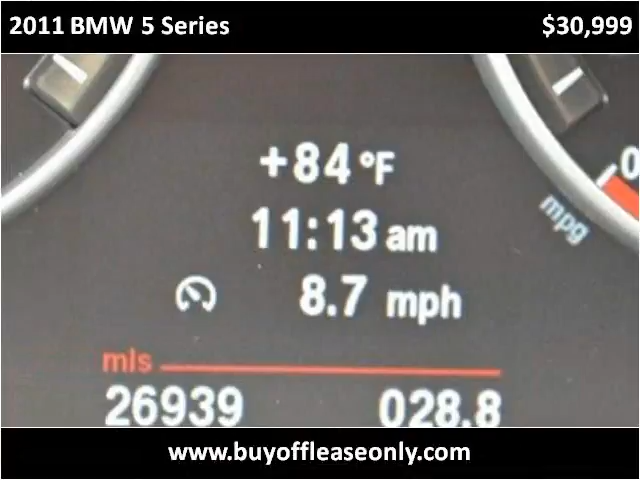 2011 BMW 5 Series $30,999
+84 °F
11:13 am
mpg
0
8.7 mph
mls
26939 028.8
www.buyoffleaseonly.com